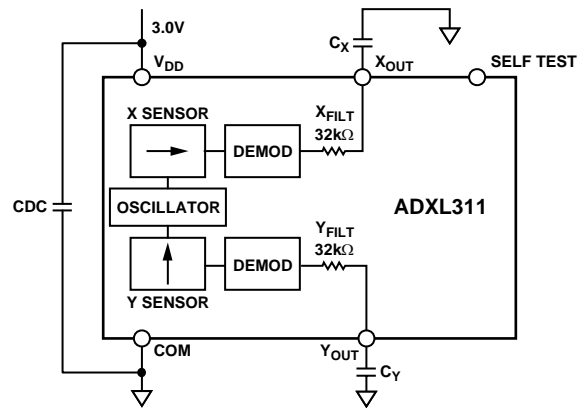 3.0V
VDD
CX
XOUT
SELF TEST
X SENSOR
XFILT
32kΩ
DEMOD
OSCILLATOR
CDC
ADXL311
YFILT
32kΩ
DEMOD
Y SENSOR
COM
YOUT
CY